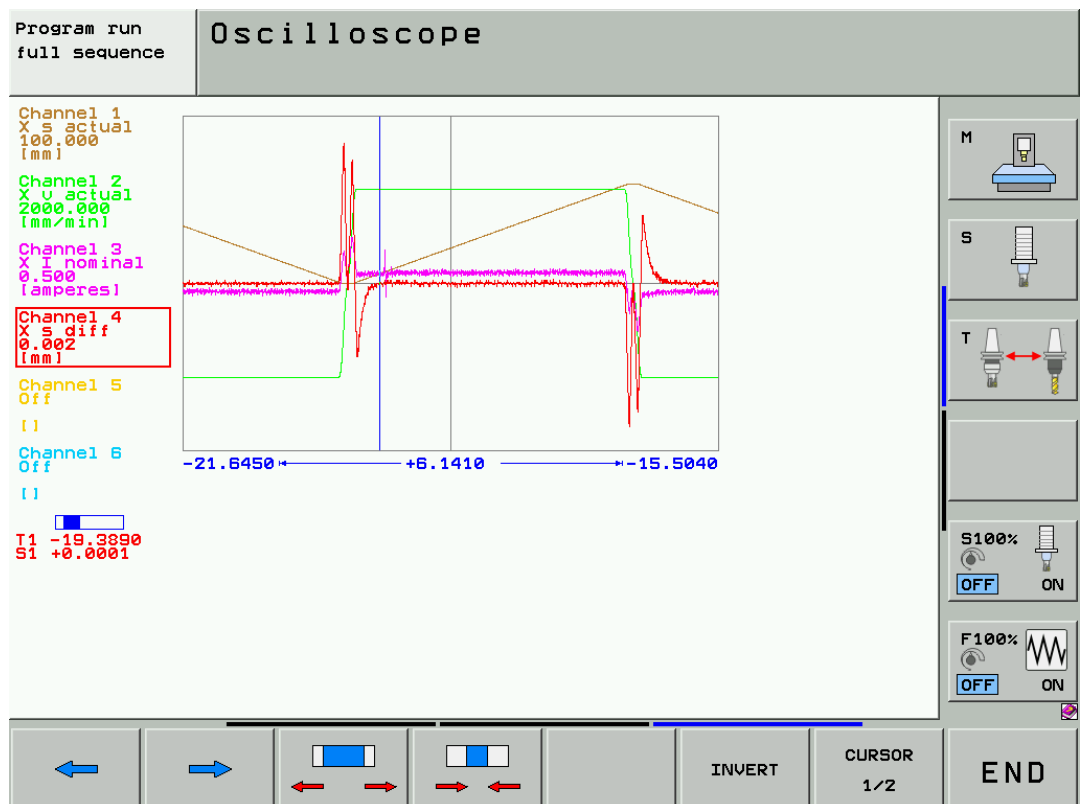 Program run
full sequence
Oscilloscope
Channel 1
X s actual
100.000
[mm]
Channel 2
X v actual
2000.000
[mm/min]
Channel 3
X I nominal
0.500
[amperes]
Channel 4
X s diff
0.002
[mm]
Channel 5
Off
[]
Channel 6
Off
[]
T1 -19.3890
S1 +0.0001
-21.6450
+6.1410
-15.5040
M
S
T
S100%
OFF ON
F100%
OFF ON
INVERT
CURSOR
1/2
END